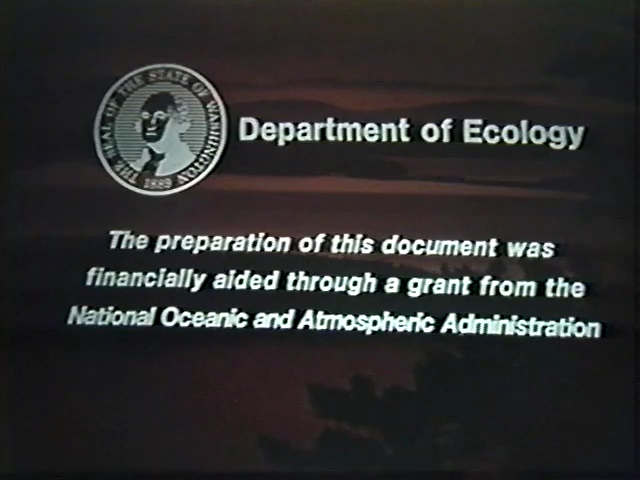 THE SEAL OF THE STATE OF WASHINGTON
1889
Department of Ecology
The preparation of this document was
financially aided through a grant from the
National Oceanic and Atmospheric Administration